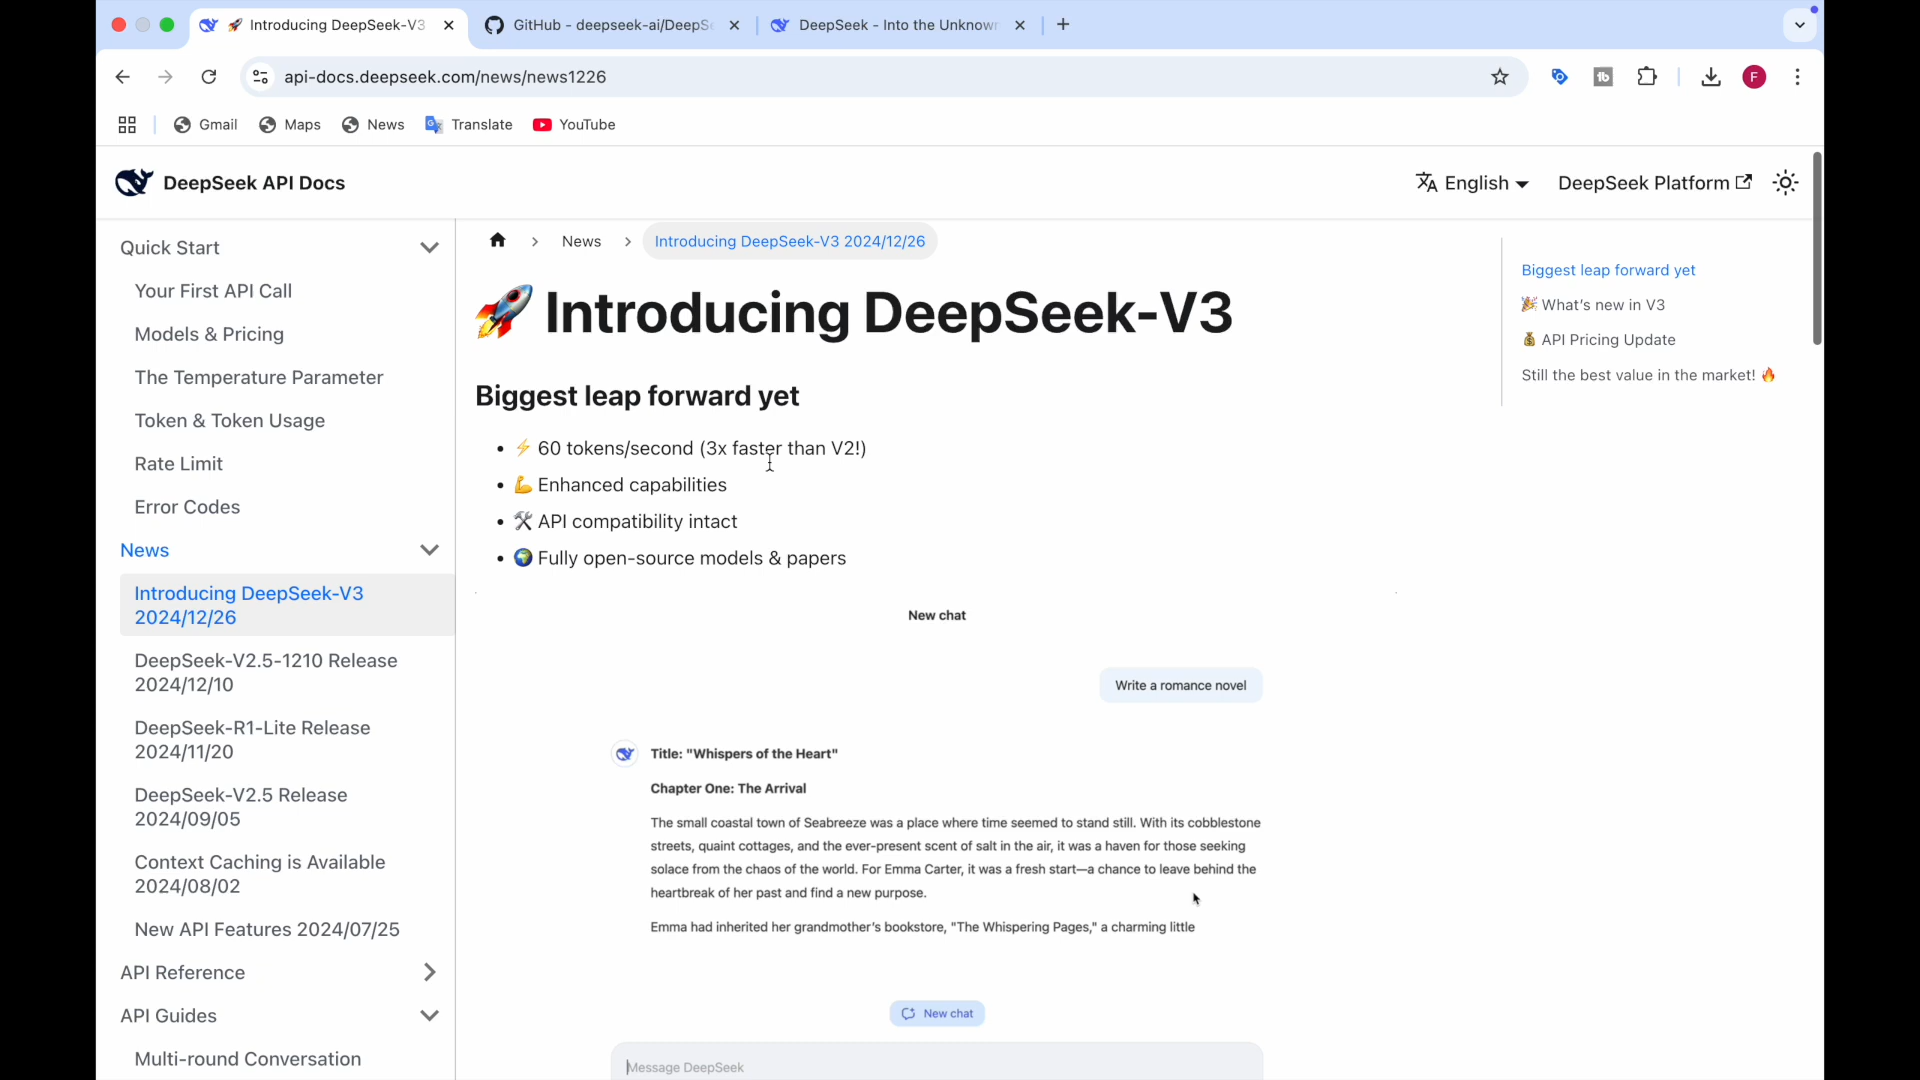 Introducing DeepSeek-V3
GitHub - deepseek-ai/DeepS
DeepSeek - Into the Unknown
api-docs.deepseek.com/news/news1226
F
Gmail
Maps
News
Translate
YouTube
DeepSeek API Docs
English
DeepSeek Platform
Quick Start
Your First API Call
Models & Pricing
The Temperature Parameter
Token & Token Usage
Rate Limit
Error Codes
News
Introducing DeepSeek-V3
2024/12/26
DeepSeek-V2.5-1210 Release
2024/12/10
DeepSeek-R1-Lite Release
2024/11/20
DeepSeek-V2.5 Release
2024/09/05
Context Caching is Available
2024/08/02
New API Features 2024/07/25
API Reference
API Guides
Multi-round Conversation
News
Introducing DeepSeek-V3 2024/12/26
🚀 Introducing DeepSeek-V3
Biggest leap forward yet
• ⚡ 60 tokens/second (3x faster than V2!)
• 💪 Enhanced capabilities
• 🛠 API compatibility intact
• 🌍 Fully open-source models & papers
New chat
Write a romance novel
Title: "Whispers of the Heart"
Chapter One: The Arrival
The small coastal town of Seabreeze was a place where time seemed to stand still. With its cobblestone
streets, quaint cottages, and the ever-present scent of salt in the air, it was a haven for those seeking
solace from the chaos of the world. For Emma Carter, it was a fresh start—a chance to leave behind the
heartbreak of her past and find a new purpose.
Emma had inherited her grandmother's bookstore, "The Whispering Pages," a charming little
New chat
Message DeepSeek
Biggest leap forward yet
🎉 What's new in V3
💰 API Pricing Update
Still the best value in the market! 🔥